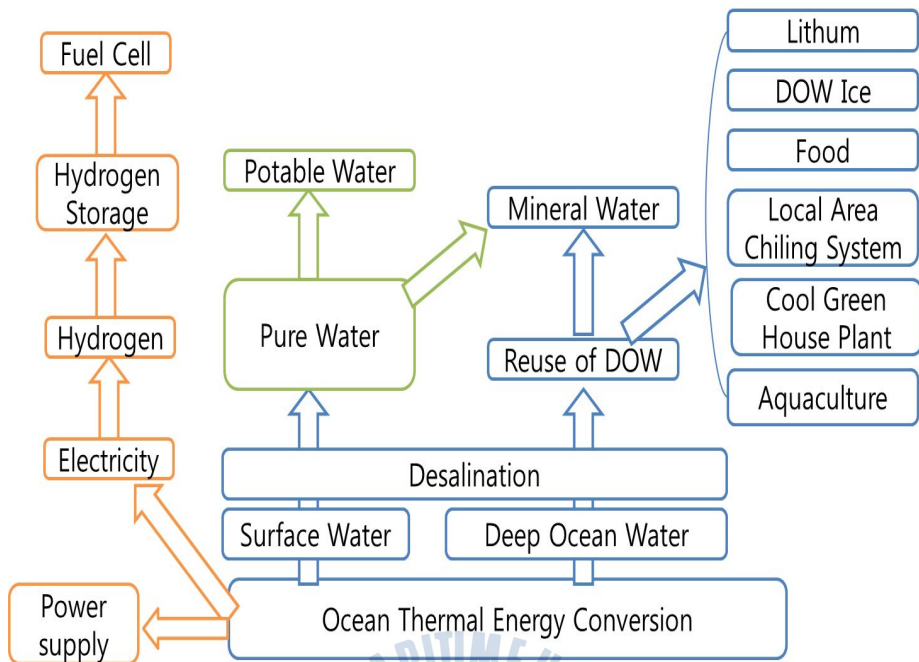 Fuel Cell
Hydrogen
Storage
Hydrogen
Electricity
Power
supply
Potable Water
Pure Water
Mineral Water
Reuse of DOW
Desalination
Surface Water
Deep Ocean Water
Ocean Thermal Energy Conversion
Lithum
DOW Ice
Food
Local Area
Chiling System
Cool Green
House Plant
Aquaculture